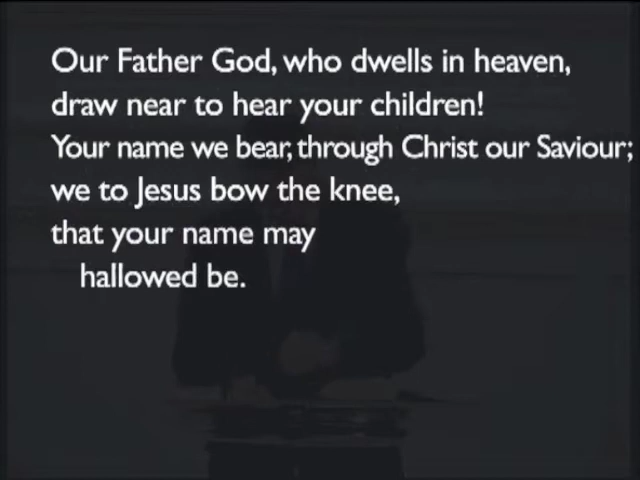 Our Father God, who dwells in heaven,
draw near to hear your children!
Your name we bear, through Christ our Saviour;
we to Jesus bow the knee,
that your name may
hallowed be.